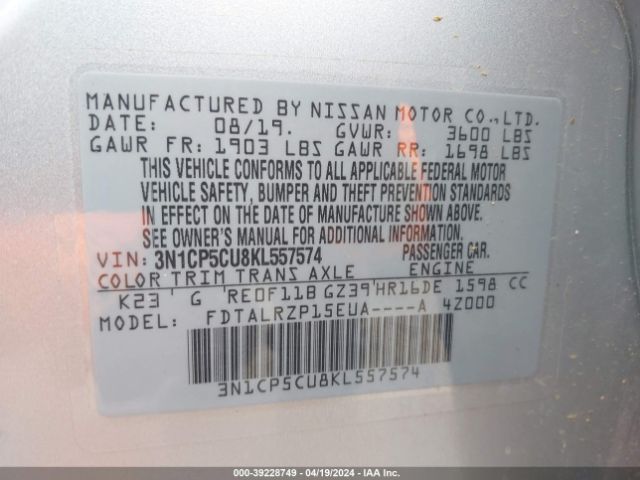 MANUFACTURED BY NISSAN MOTOR CO.,LTD.
DATE: 08/19. GVWR: 3600 LBS
GAWR FR: 1903 LBS GAWR RR: 1698 LBS
THIS VEHICLE CONFORMS TO ALL APPLICABLE FEDERAL MOTOR
VEHICLE SAFETY, BUMPER AND THEFT PREVENTION STANDARDS
IN EFFECT ON THE DATE OF MANUFACTURE SHOWN ABOVE.
SEE OWNER'S MANUAL FOR ADDITIONAL INFORMATION.
VIN: 3N1CP5CU8KL557574 PASSENGER CAR.
COLOR TRIM TRANS AXLE ENGINE
K23 G RE0F11B GZ39 HR16DE 1598 CC
MODEL: FDTALRZP15EUA----A 4Z000
3N1CP5CU8KL557574
000-39228749 - 04/19/2024 - IAA Inc.